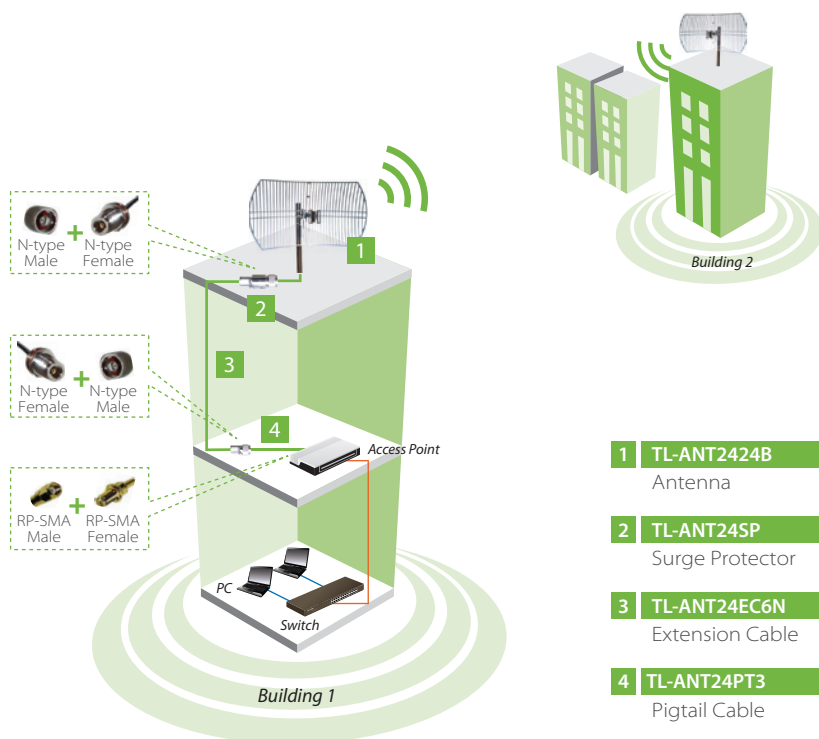 Building 2
N-type
Male
+
N-type
Female
1
2
N-type
Female
+
N-type
Male
3
4
Access Point
RP-SMA
Male
+
RP-SMA
Female
PC
Switch
Building 1
1 TL-ANT2424B
Antenna
2 TL-ANT24SP
Surge Protector
3 TL-ANT24EC6N
Extension Cable
4 TL-ANT24PT3
Pigtail Cable